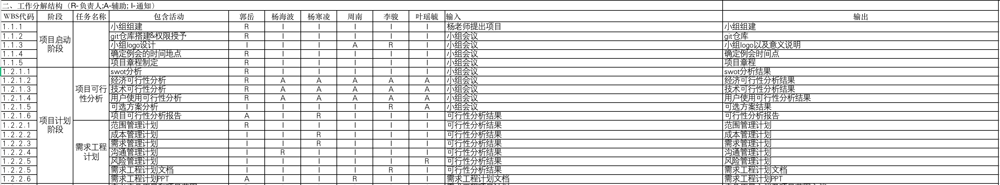 二、工作分解结构（R-负责人;A-辅助; I-通知）
WBS代码 阶段 任务名称 包含活动 郭岳 杨海波 杨寒凌 周南 李骏 叶瑶毓 输入 输出
1.1.1 小组组建 R I I I I I 杨老师提出项目 小组组建
1.1.2 git仓库搭建&权限授予 R I I I I I 小组会议 git仓库
项目启动阶段
1.1.3 小组logo设计 I I I A R I 小组会议 小组logo以及意义说明
1.1.4 确定例会的时间地点 R I I I I I 小组会议 确定例会时间点
1.1.5 项目章程制定 R I I I I I 小组会议 项目章程
1.2.1.1 swot分析 R I I I I I 小组会议 swot分析结果
1.2.1.2 经济可行性分析 R A A A A A 小组会议 经济可行性分析结果
项目可行性分析
1.2.1.3 技术可行性分析 R A A A A A 小组会议 技术可行性分析结果
1.2.1.4 用户使用可行性分析 R A A A A A 小组会议 用户使用可行性分析结果
1.2.1.5 可选方案分析 I I I I R A 小组会议 可选方案结果
1.2.1.6 项目可行性分析报告 A I R I I I 可行性分析结果 可行性分析报告
项目计划阶段
1.2.2.1 范围管理计划 R I I I I I 可行性分析结果 范围管理计划
1.2.2.2 成本管理计划 I I R I I I 可行性分析结果 成本管理计划
1.2.2.3 需求管理计划 I I R I I I 可行性分析结果 需求管理计划
需求工程计划
1.2.2.4 沟通管理计划 I R I I I I 可行性分析结果 沟通管理计划
1.2.2.5 风险管理计划 I I I I I R 可行性分析结果 风险管理计划
1.2.2.5 需求工程计划文档 I I I I R I 可行性分析结果 需求工程计划文档
1.2.2.6 需求工程计划PPT A I I R I I 需求工程计划文档 需求工程计划PPT